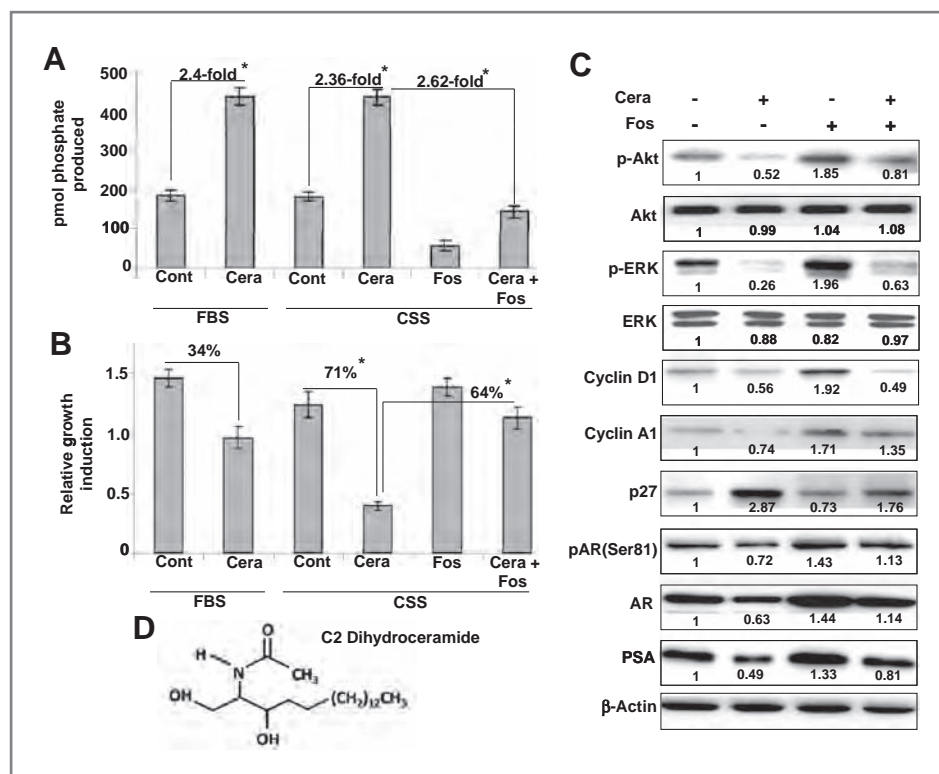 A
pmol phosphate
produced
500
400
300
200
100
0
2.4-fold*
2.36-fold*
2.62-fold*
Cont Cera Cont Cera Fos Cera +
Fos
FBS CSS
B
Relative growth
induction
1.5
1.0
0.5
0
34%
71%*
64%*
Cont Cera Cont Cera Fos Cera +
Fos
FBS CSS
C
Cera - + - +
Fos - - + +
p-Akt
1 0.52 1.85 0.81
Akt
1 0.99 1.04 1.08
p-ERK
1 0.26 1.96 0.63
ERK
1 0.88 0.82 0.97
Cyclin D1
1 0.56 1.92 0.49
Cyclin A1
1 0.74 1.71 1.35
p27
1 2.87 0.73 1.76
pAR(Ser81)
1 0.72 1.43 1.13
AR
1 0.63 1.44 1.14
PSA
1 0.49 1.33 0.81
β-Actin
D
C2 Dihydroceramide
O
H
N
CH₃
OH
(CH₂)₁₂CH₃
OH